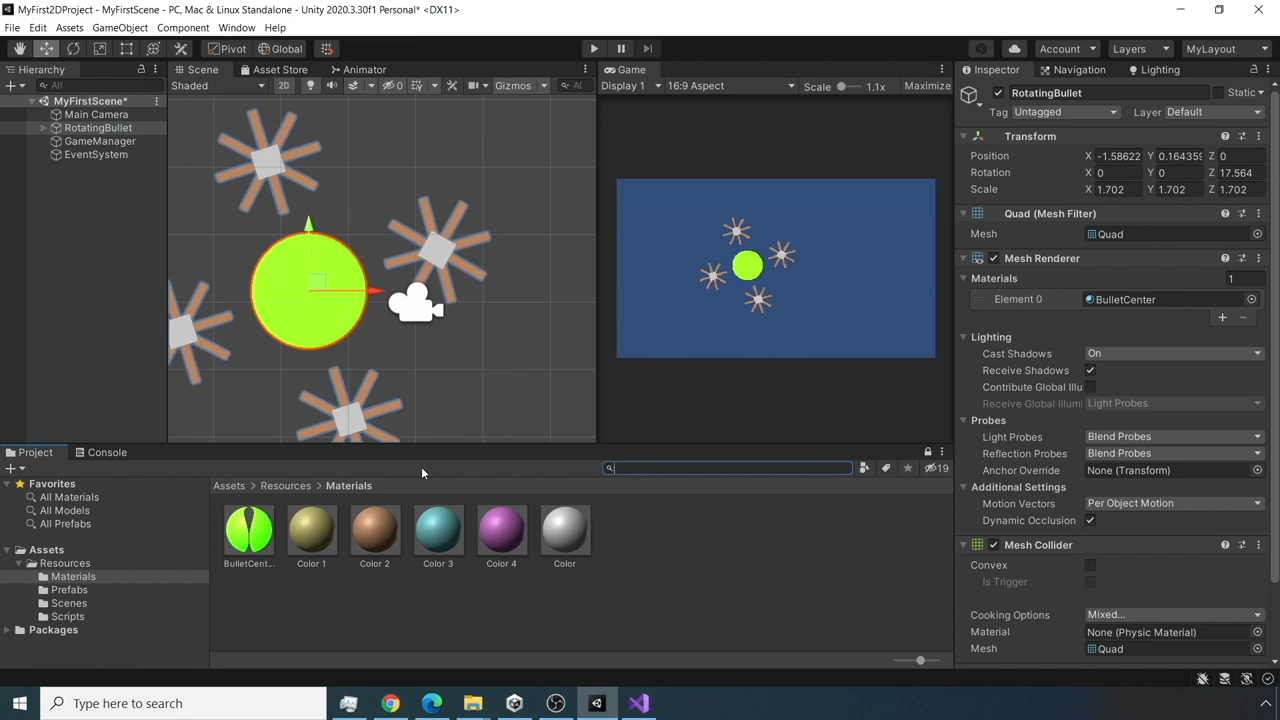 MyFirst2DProject - MyFirstScene - PC, Mac & Linux Standalone - Unity 2020.3.30f1 Personal* <DX11>
File Edit Assets GameObject Component Window Help
Pivot Global Account Layers MyLayout
Hierarchy
All
MyFirstScene*
Main Camera
RotatingBullet
GameManager
EventSystem
Scene Asset Store Animator
Shaded 2D 0 Gizmos Al
Game
Display 1 16:9 Aspect Scale 1.1x Maximize
Inspector Navigation Lighting
RotatingBullet Static
Tag Untagged Layer Default
Transform
Position X -1.58622 Y 0.164359 Z 0
Rotation X 0 Y 0 Z 17.564
Scale X 1.702 Y 1.702 Z 1.702
Quad (Mesh Filter)
Mesh Quad
Mesh Renderer
Materials 1
Element 0 BulletCenter
Lighting
Cast Shadows On
Receive Shadows
Contribute Global Illu
Receive Global Illumi Light Probes
Probes
Light Probes Blend Probes
Reflection Probes Blend Probes
Anchor Override None (Transform)
Additional Settings
Motion Vectors Per Object Motion
Dynamic Occlusion
Mesh Collider
Convex
Is Trigger
Cooking Options Mixed...
Material None (Physic Material)
Mesh Quad
Project Console
19
Favorites
All Materials
All Models
All Prefabs
Assets
Resources
Materials
Prefabs
Scenes
Scripts
Packages
Assets Resources Materials
BulletCent... Color 1 Color 2 Color 3 Color 4 Color
Type here to search